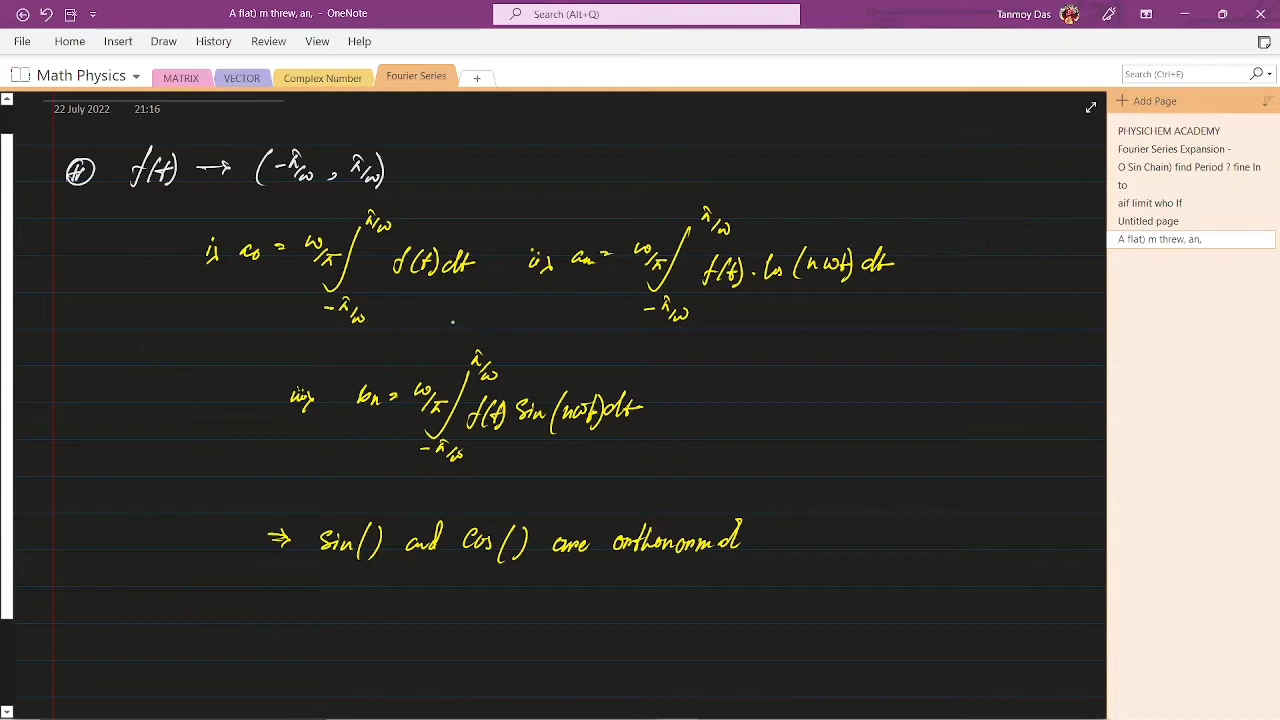 A flat) m threw, an, - OneNote
Search (Alt+Q)
Tanmoy Das
File Home Insert Draw History Review View Help
Math Physics
MATRIX VECTOR Complex Number Fourier Series +
Search (Ctrl+E)
22 July 2022 21:16
Add Page
PHYSICHEM ACADEMY
Fourier Series Expansion -
O Sin Chain) find Period ? fine In
to
aif limit who If
Untitled page
A flat) m threw, an,
f(t) → (-π/ω , π/ω)
i) a₀ = ω/π ∫_{-π/ω}^{π/ω} f(t)dt ii) aₙ = ω/π ∫_{-π/ω}^{π/ω} f(t) · cos (nωt) dt
iii) bₙ = ω/π ∫_{-π/ω}^{π/ω} f(t) sin (nωt) dt
⇒ sin() and cos() are orthonormal